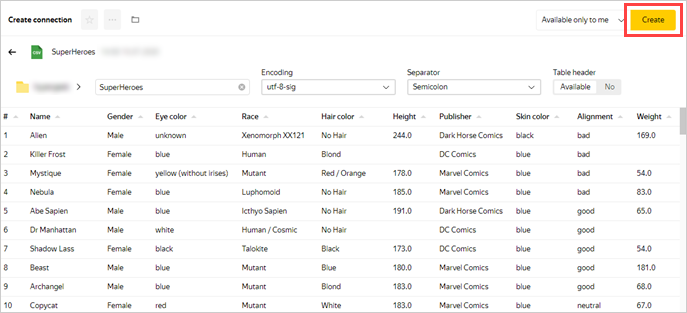 Create connection ··· Available only to me Create
CSV SuperHeroes
Encoding Separator Table header
SuperHeroes utf-8-sig Semicolon Available No
# Name Gender Eye color Race Hair color Height Publisher Skin color Alignment Weight
1 Alien Male unknown Xenomorph XX121 No Hair 244.0 Dark Horse Comics black bad 169.0
2 Killer Frost Female blue Human Blond DC Comics blue bad
3 Mystique Female yellow (without irises) Mutant Red / Orange 178.0 Marvel Comics blue bad 54.0
4 Nebula Female blue Luphomoid No Hair 185.0 Marvel Comics blue bad 83.0
5 Abe Sapien Male blue Icthyo Sapien No Hair 191.0 Dark Horse Comics blue good 65.0
6 Dr Manhattan Male white Human / Cosmic No Hair DC Comics blue good
7 Shadow Lass Female black Talokite Black 173.0 DC Comics blue good 54.0
8 Beast Male blue Mutant Blue 180.0 Marvel Comics blue good 181.0
9 Archangel Male blue Mutant Blond 183.0 Marvel Comics blue good 68.0
10 Copycat Female red Mutant White 183.0 Marvel Comics blue neutral 67.0